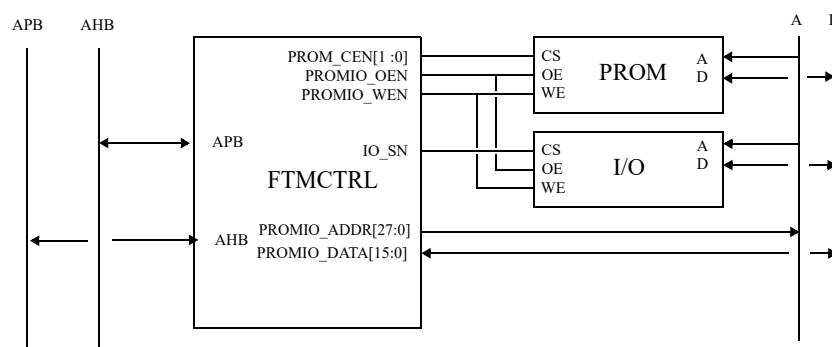 APB AHB A
PROM_CEN[1 :0] CS
PROMIO_OEN OE PROM A
PROMIO_WEN WE D
APB IO_SN CS A
FTMCTRL OE I/O D
WE
AHB PROMIO_ADDR[27:0]
PROMIO_DATA[15:0]